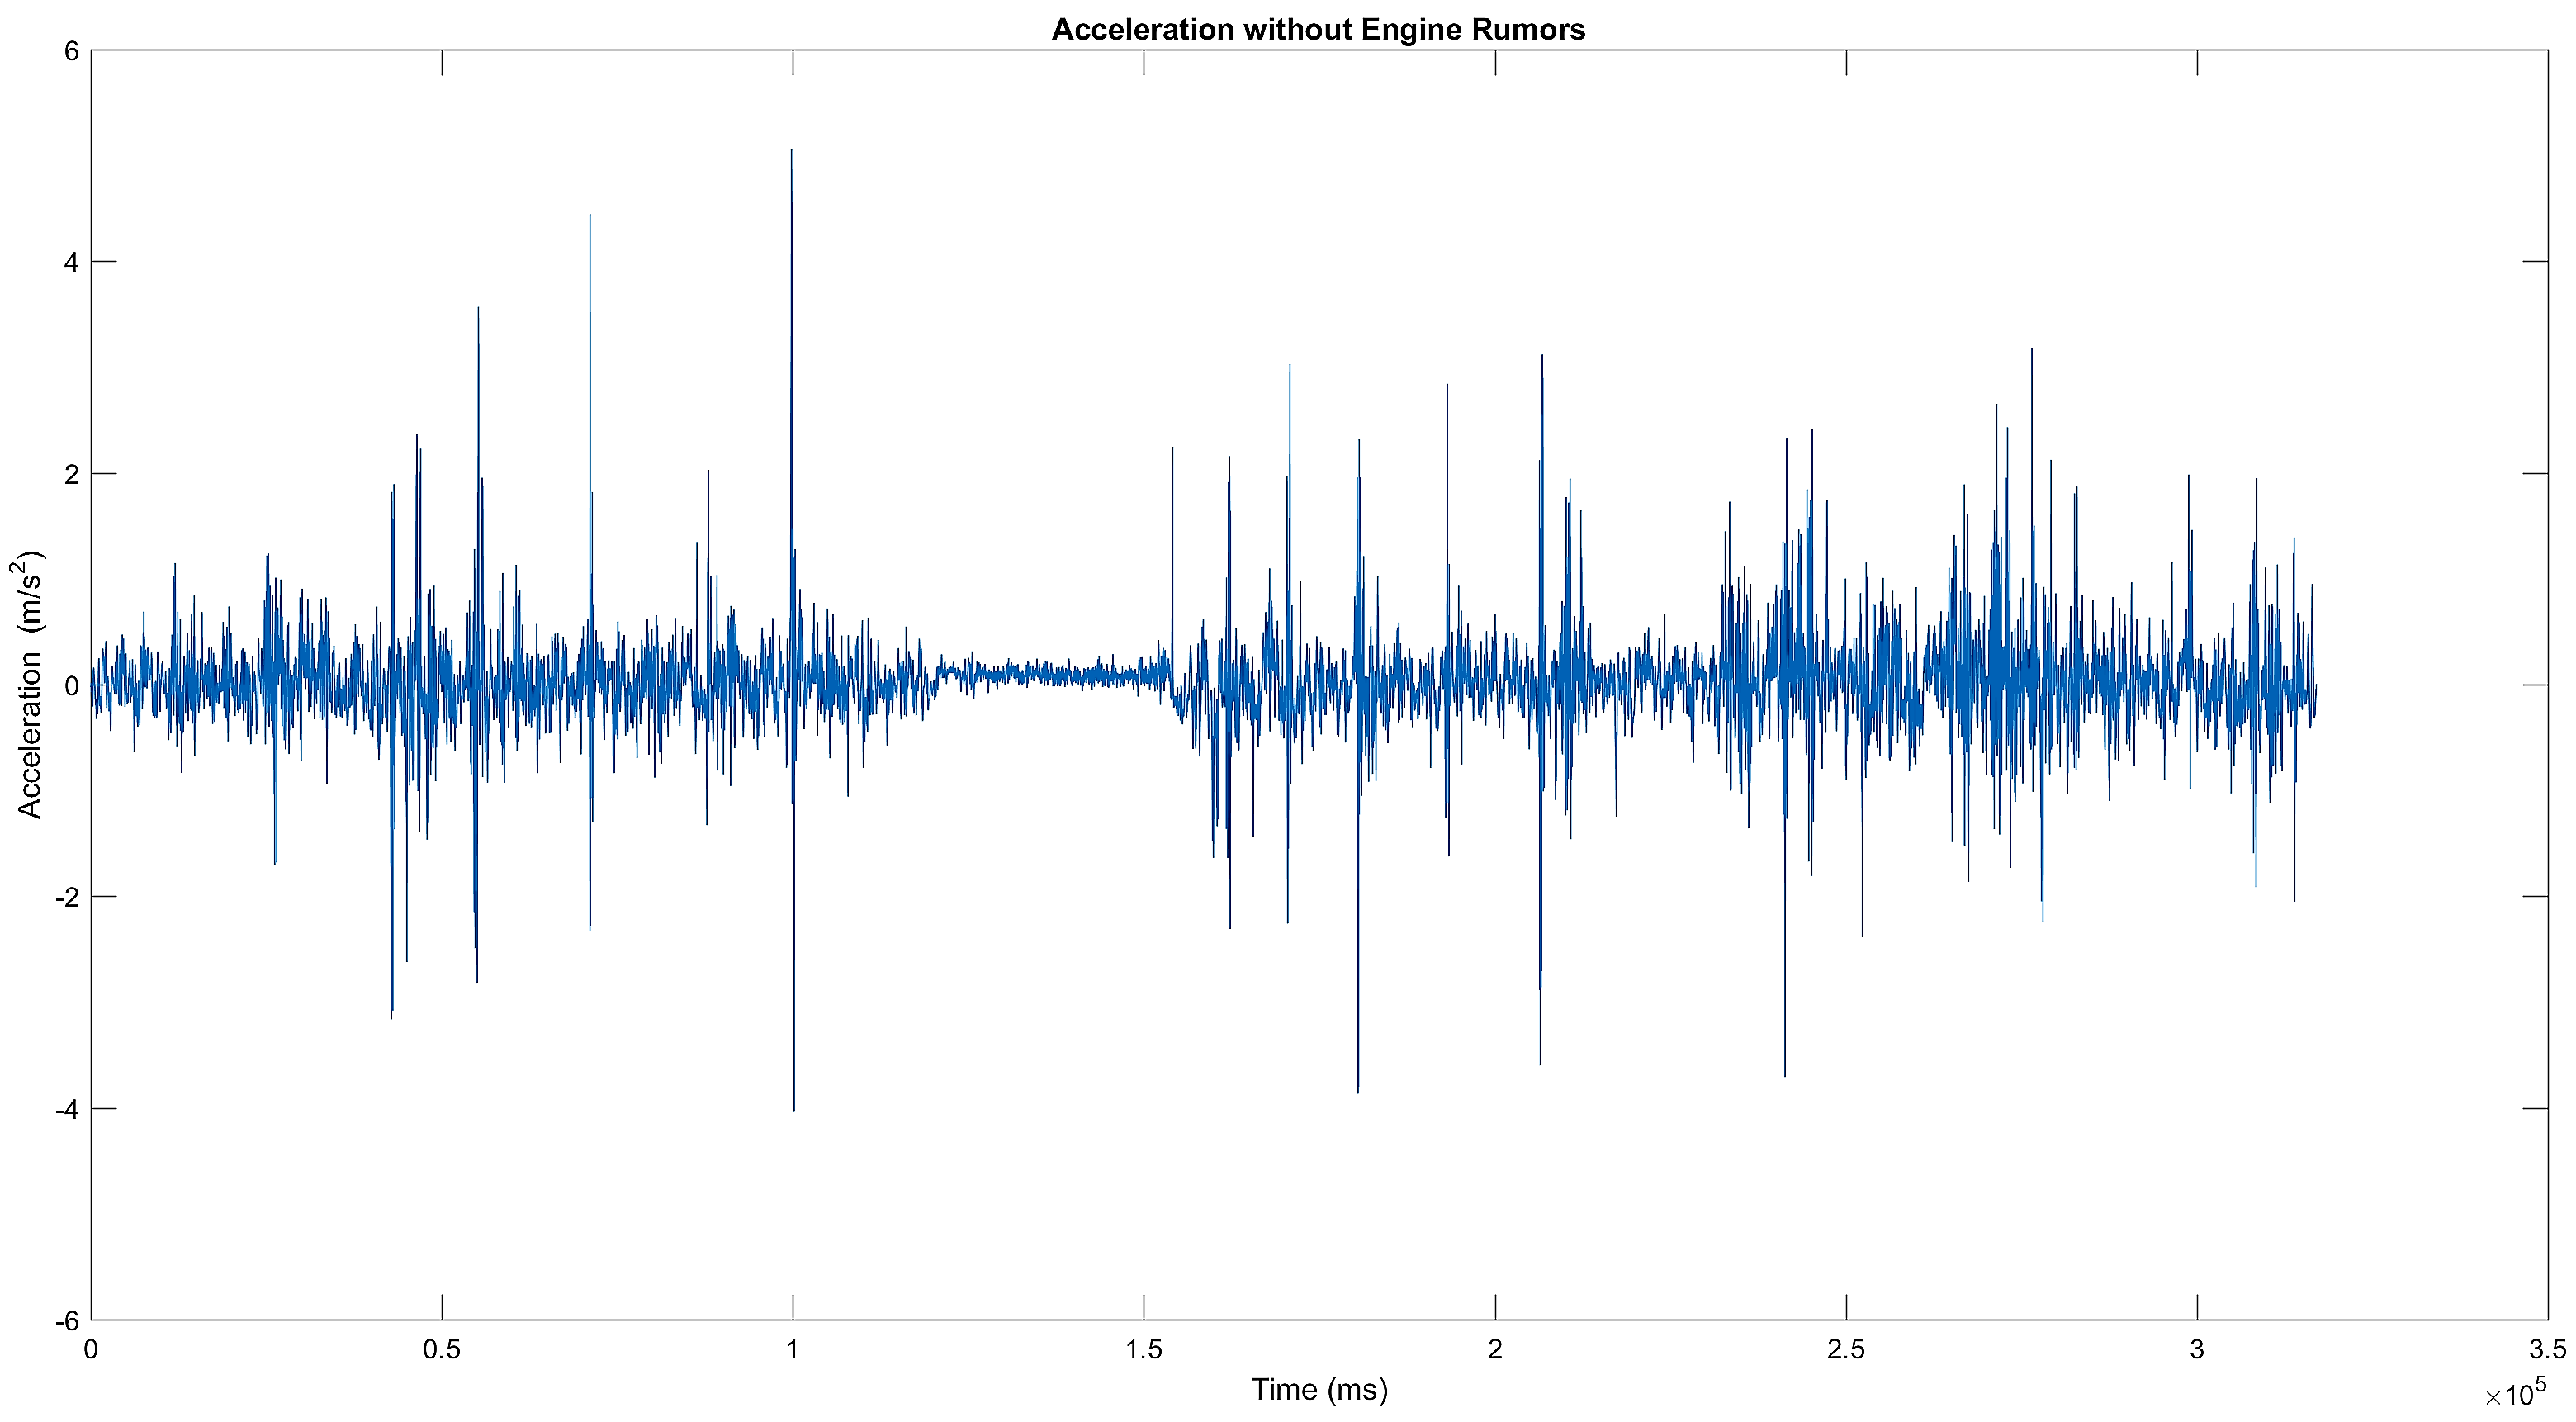 Acceleration without Engine Rumors
6
4
2
0
-2
-4
-6
Acceleration (m/s²)
0 0.5 1 1.5 2 2.5 3 3.5
Time (ms)
×10⁵